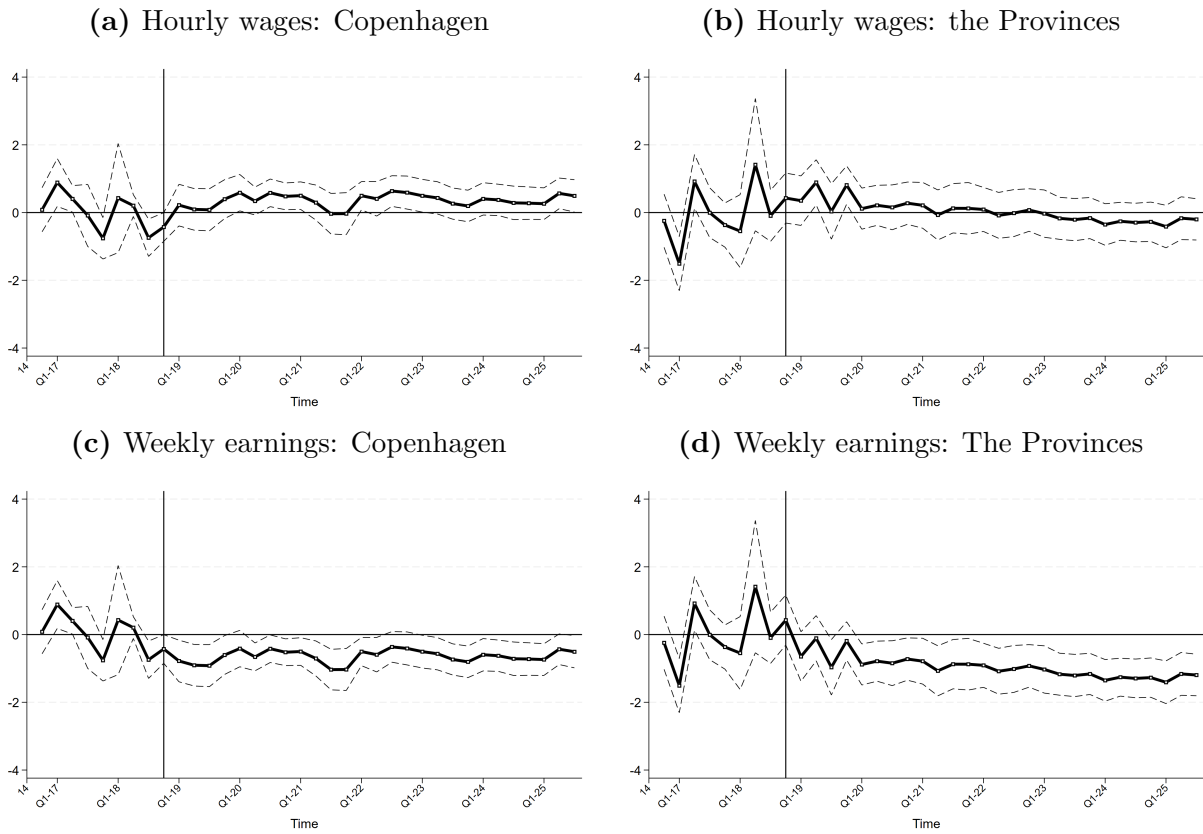 (a) Hourly wages: Copenhagen
(b) Hourly wages: the Provinces
4
2
0
-2
-4
14
Q1-17
Q1-18
Q1-19
Q1-20
Q1-21
Q1-22
Q1-23
Q1-24
Q1-25
Time
4
2
0
-2
-4
14
Q1-17
Q1-18
Q1-19
Q1-20
Q1-21
Q1-22
Q1-23
Q1-24
Q1-25
Time
(c) Weekly earnings: Copenhagen
(d) Weekly earnings: The Provinces
4
2
0
-2
-4
14
Q1-17
Q1-18
Q1-19
Q1-20
Q1-21
Q1-22
Q1-23
Q1-24
Q1-25
Time
4
2
0
-2
-4
14
Q1-17
Q1-18
Q1-19
Q1-20
Q1-21
Q1-22
Q1-23
Q1-24
Q1-25
Time